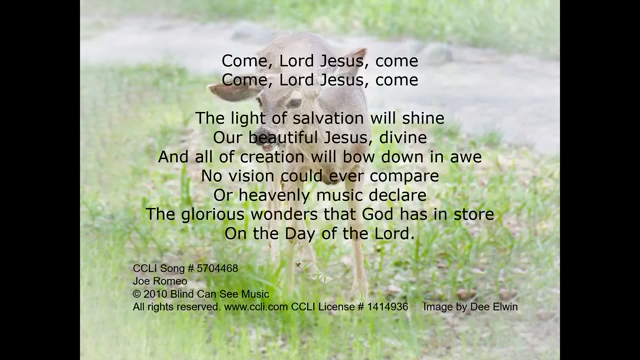 Come, Lord Jesus, come
Come, Lord Jesus, come
The light of salvation will shine
Our beautiful Jesus, divine
And all of creation will bow down in awe
No vision could ever compare
Or heavenly music declare
The glorious wonders that God has in store
On the Day of the Lord.
CCLI Song # 5704468
Joe Romeo
© 2010 Blind Can See Music
All rights reserved. www.ccli.com CCLI License # 1414936 Image by Dee Elwin